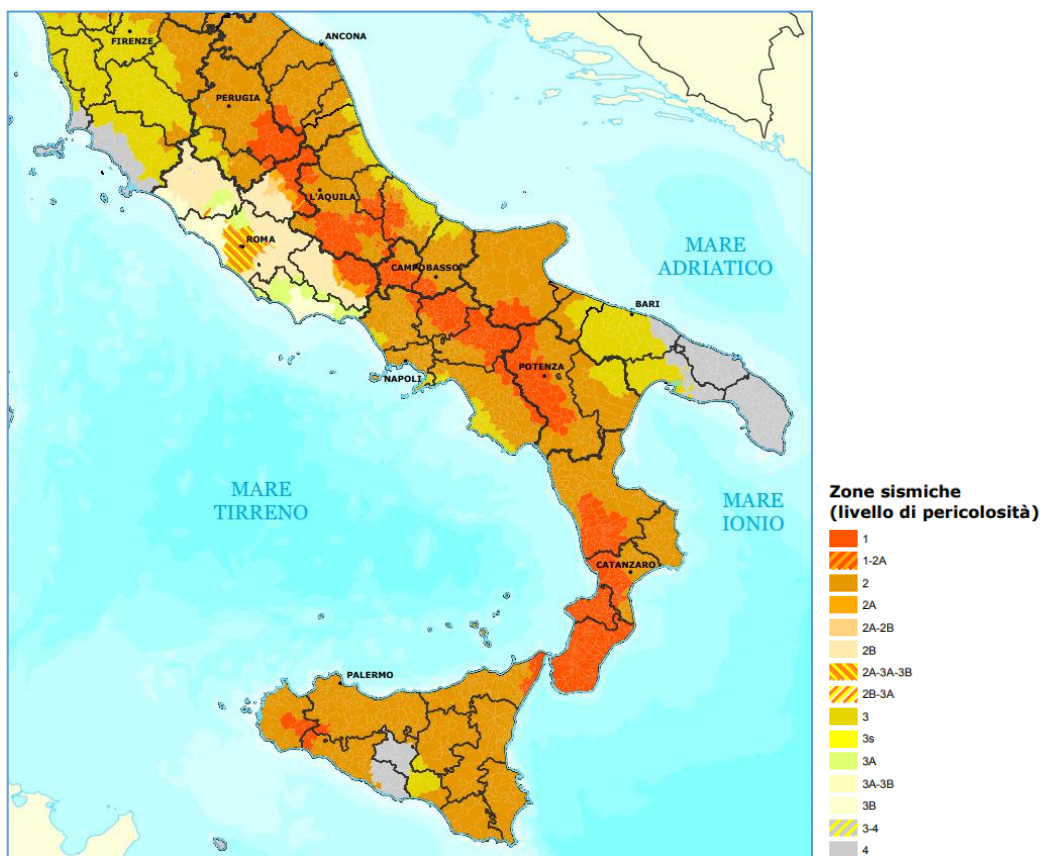 FIRENZE
ANCONA
PERUGIA
L'AQUILA
ROMA
CAMPOBASSO
MARE
ADRIATICO
BARI
NAPOLI
POTENZA
MARE
TIRRENO
MARE
IONIO
CATANZARO
PALERMO
Zone sismiche
(livello di pericolosità)
1
1-2A
2
2A
2A-2B
2B
2A-3A-3B
2B-3A
3
3s
3A
3A-3B
3B
3-4
4